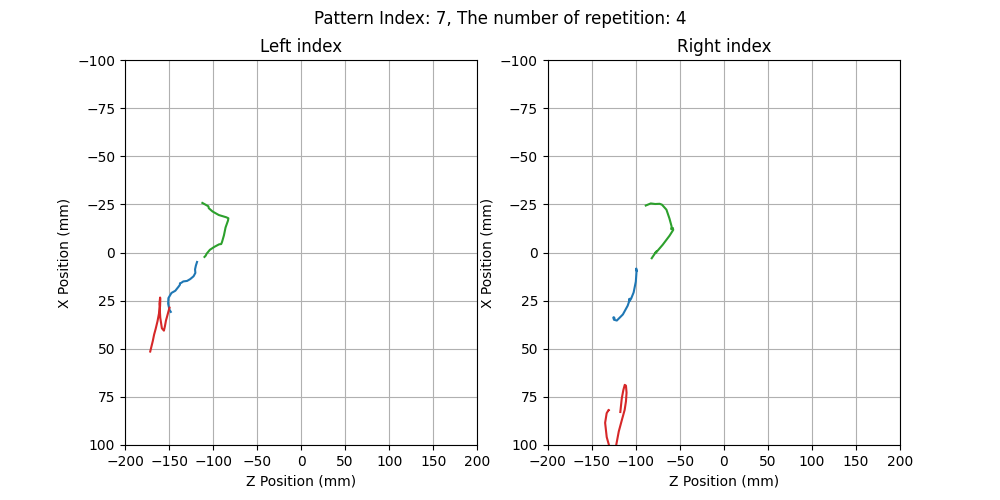 Pattern Index: 7, The number of repetition: 4
Left index
Right index
−100
−75
−50
−25
0
25
50
75
100
X Position (mm)
−200 −150 −100 −50 0 50 100 150 200
Z Position (mm)
−100
−75
−50
−25
0
25
50
75
100
X Position (mm)
−200 −150 −100 −50 0 50 100 150 200
Z Position (mm)